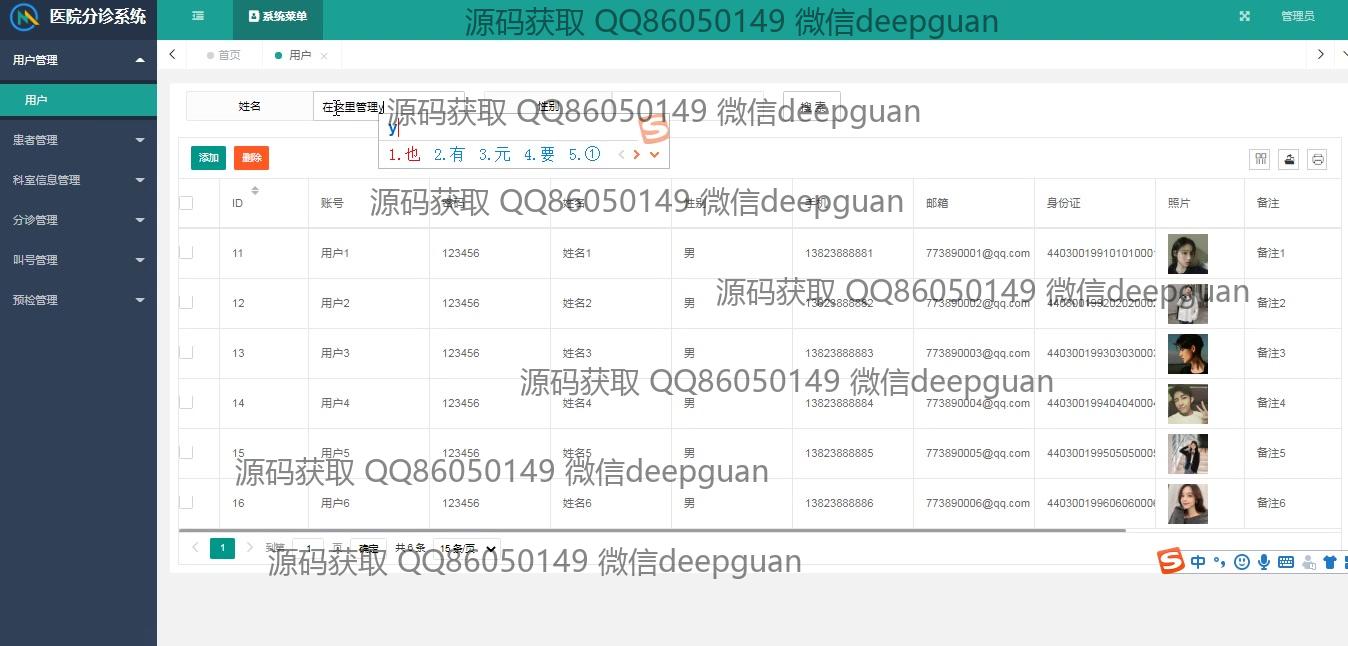 医院分诊系统
系统菜单
源码获取 QQ86050149 微信deepguan
管理员
用户管理
首页
用户
用户
姓名
在这里管理y
性别
搜 索
源码获取 QQ86050149 微信deepguan
y
1.也 2.有 3.元 4.要 5.①
患者管理
科室信息管理
分诊管理
叫号管理
预检管理
添加
删除
ID 账号 密码 姓名 性别 手机 邮箱 身份证 照片 备注
源码获取 QQ86050149 微信deepguan
11 用户1 123456 姓名1 男 13823888881 773890001@qq.com 440300199101010001 备注1
源码获取 QQ86050149 微信deepguan
12 用户2 123456 姓名2 男 13823888882 773890002@qq.com 440300199202020002 备注2
13 用户3 123456 姓名3 男 13823888883 773890003@qq.com 440300199303030003 备注3
源码获取 QQ86050149 微信deepguan
14 用户4 123456 姓名4 男 13823888884 773890004@qq.com 440300199404040004 备注4
15 用户5 123456 姓名5 男 13823888885 773890005@qq.com 440300199505050005 备注5
源码获取 QQ86050149 微信deepguan
16 用户6 123456 姓名6 男 13823888886 773890006@qq.com 440300199606060006 备注6
1 到第 1 页 确定 共 6 条 15 条/页
源码获取 QQ86050149 微信deepguan
中